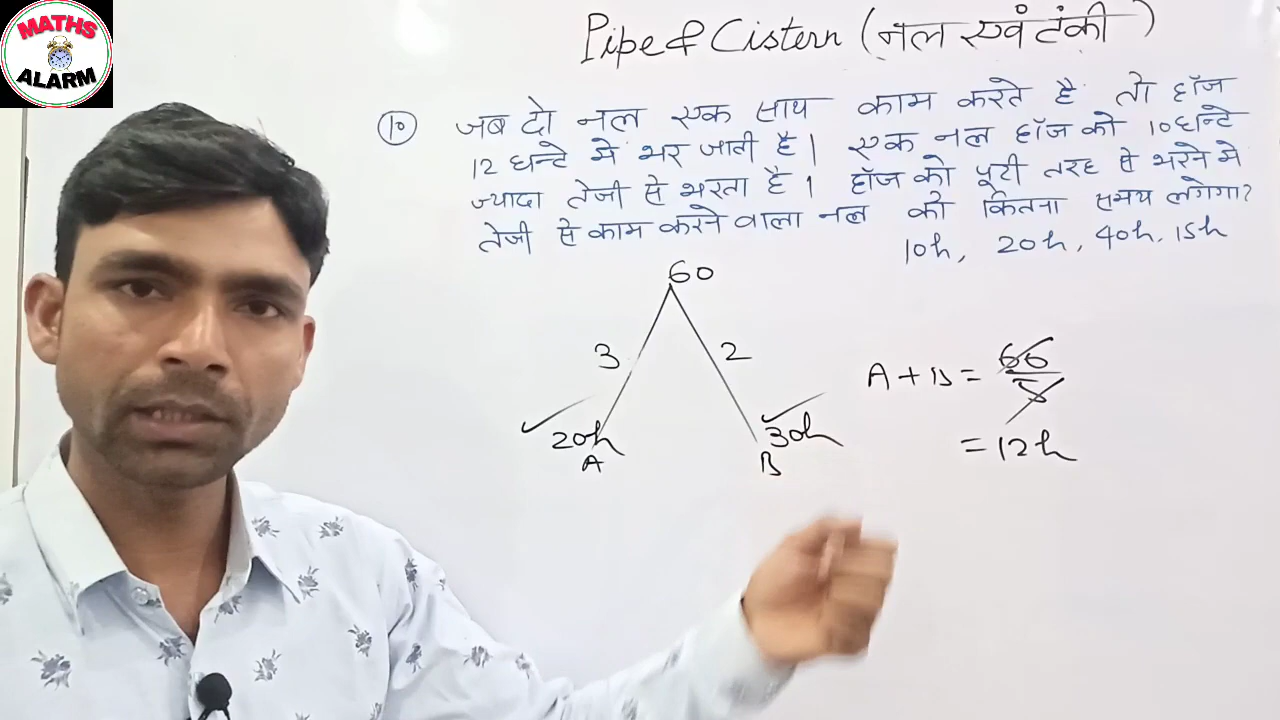 MATHS
ALARM
Pipe & Cistern (नल एवं टंकी)
10 जब दो नल एक साथ काम करते है तो हॉज
12 घन्टे मे भर जाती है। एक नल हॉज को 10 घन्टे
ज्यादा तेजी से भरता है। हॉज को पूरी तरह से भरने मे
तेजी से काम करने वाला नल को कितना समय लगेगा?
10h, 20h, 40h, 15h
60
3 2
20h 30h
A B
A + B = 60/5
= 12h